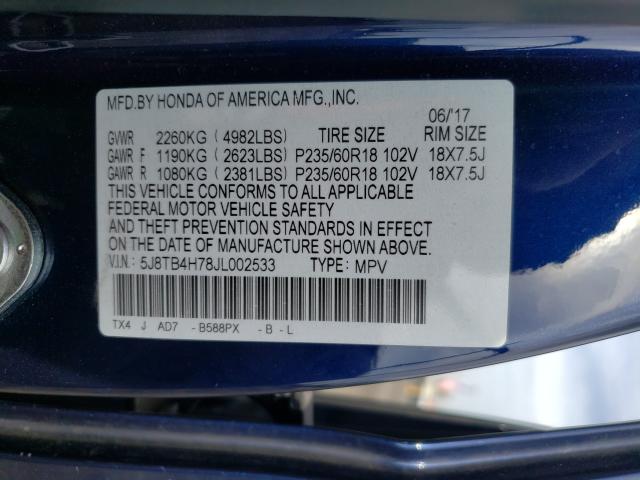 MFD.BY HONDA OF AMERICA MFG.,INC.
06/'17
GVWR 2260KG (4982LBS) TIRE SIZE RIM SIZE
GAWR F 1190KG (2623LBS) P235/60R18 102V 18X7.5J
GAWR R 1080KG (2381LBS) P235/60R18 102V 18X7.5J
THIS VEHICLE CONFORMS TO ALL APPLICABLE
FEDERAL MOTOR VEHICLE SAFETY
AND THEFT PREVENTION STANDARDS IN EFFECT
ON THE DATE OF MANUFACTURE SHOWN ABOVE.
V.I.N: 5J8TB4H78JL002533 TYPE: MPV
TX4 J AD7 -B588PX -B-L